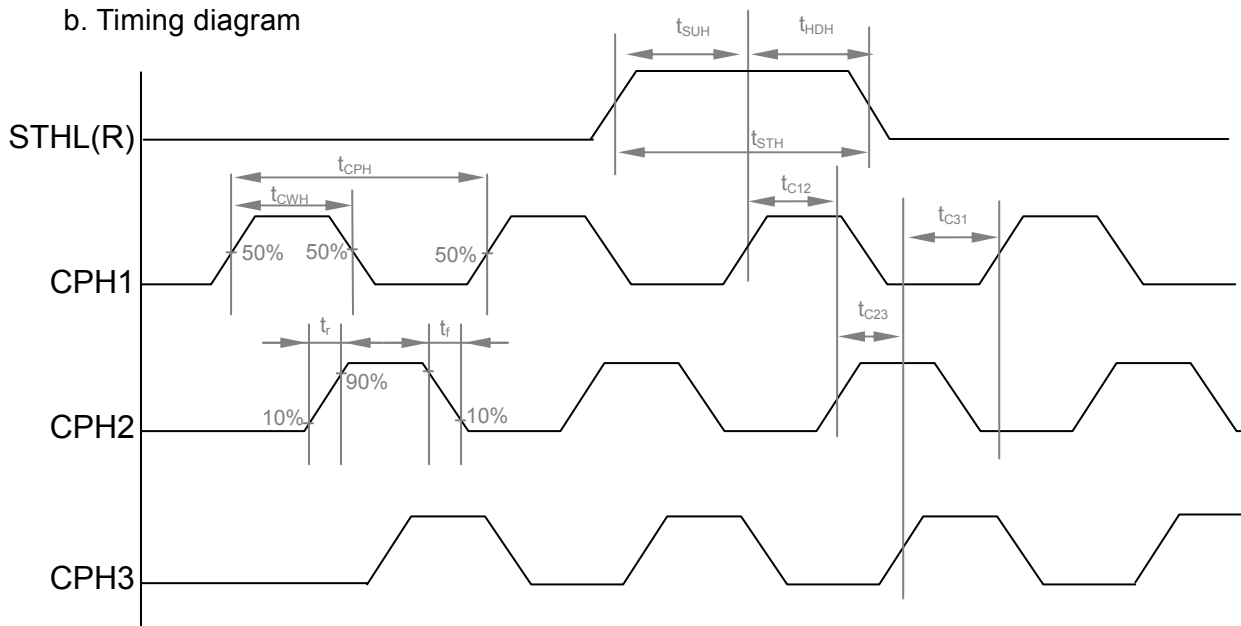 b. Timing diagram
tSUH
tHDH
STHL(R)
tSTH
tCPH
tCWH
tC12
tC31
50%
50%
50%
CPH1
tC23
tr
tf
90%
10%
10%
CPH2
CPH3